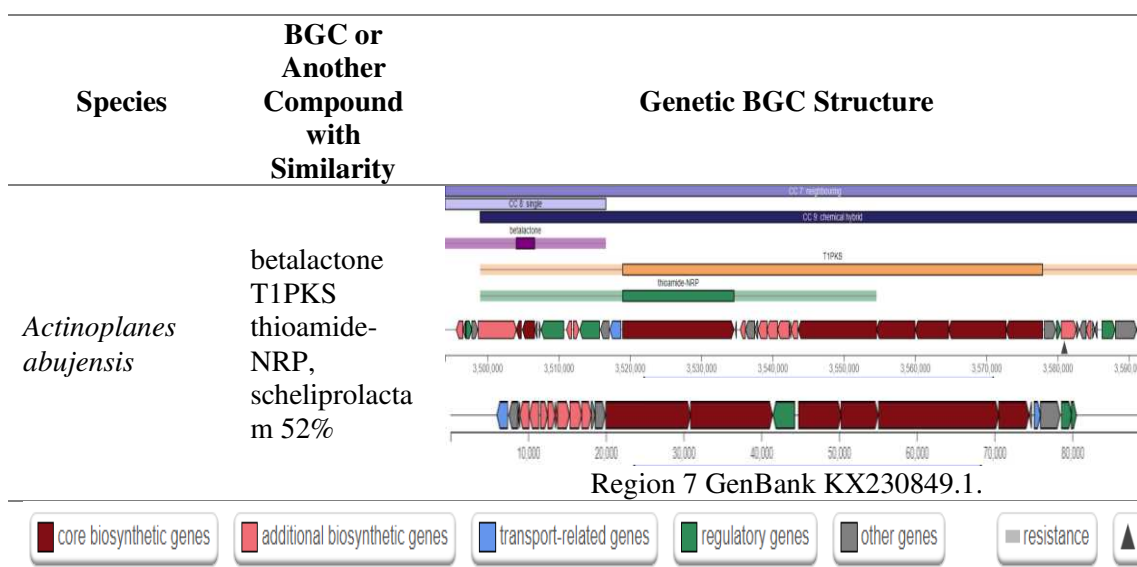 Species
BGC or
Another
Compound
with
Similarity
Genetic BGC Structure
Actinoplanes
abujensis
betalactone
T1PKS
thioamide-
NRP,
scheliprolacta
m 52%
CC 7: neighbouring
CC 8: single
CC 9: chemical hybrid
betalactone
T1PKS
thioamide-NRP
3,500,000 3,510,000 3,520,000 3,530,000 3,540,000 3,550,000 3,560,000 3,570,000 3,580,000 3,590,0
10,000 20,000 30,000 40,000 50,000 60,000 70,000 80,000
Region 7 GenBank KX230849.1.
core biosynthetic genes additional biosynthetic genes transport-related genes regulatory genes other genes resistance